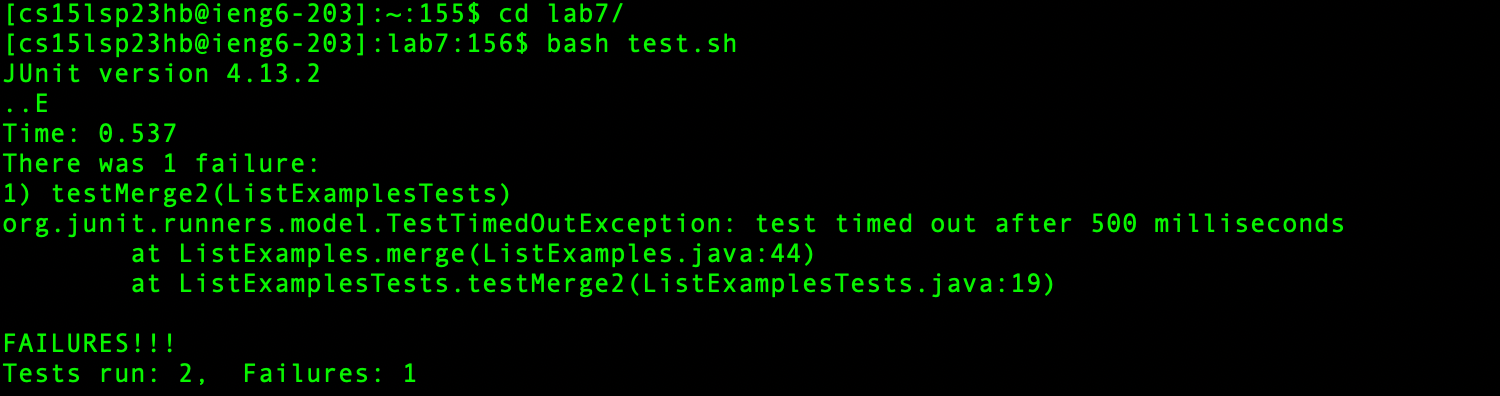 [cs15lsp23hb@ieng6-203]:~:155$ cd lab7/
[cs15lsp23hb@ieng6-203]:lab7:156$ bash test.sh
JUnit version 4.13.2
..E
Time: 0.537
There was 1 failure:
1) testMerge2(ListExamplesTests)
org.junit.runners.model.TestTimedOutException: test timed out after 500 milliseconds
        at ListExamples.merge(ListExamples.java:44)
        at ListExamplesTests.testMerge2(ListExamplesTests.java:19)

FAILURES!!!
Tests run: 2,  Failures: 1